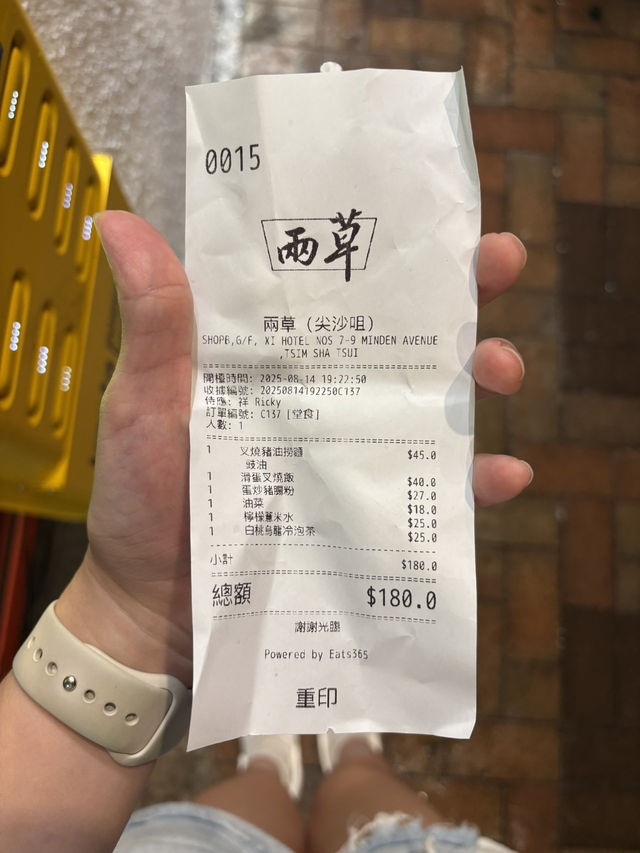 0015
兩草
兩草 (尖沙咀)
SHOPB,G/F, XI HOTEL NOS 7-9 MINDEN AVENUE
,TSIM SHA TSUI
開檯時間: 2025-08-14 19:22:50
收據編號: 20250814192250C137
侍應: 祥 Ricky
訂單編號: C137 [堂食]
人數: 1
1 叉燒豬油撈麵 $45.0
豉油
1 滑蛋叉燒飯 $40.0
1 蛋炒豬腸粉 $27.0
1 油菜 $18.0
1 檸檬薏米水 $25.0
1 白桃烏龍冷泡茶 $25.0
小計 $180.0
總額 $180.0
謝謝光臨
Powered by Eats365
重印